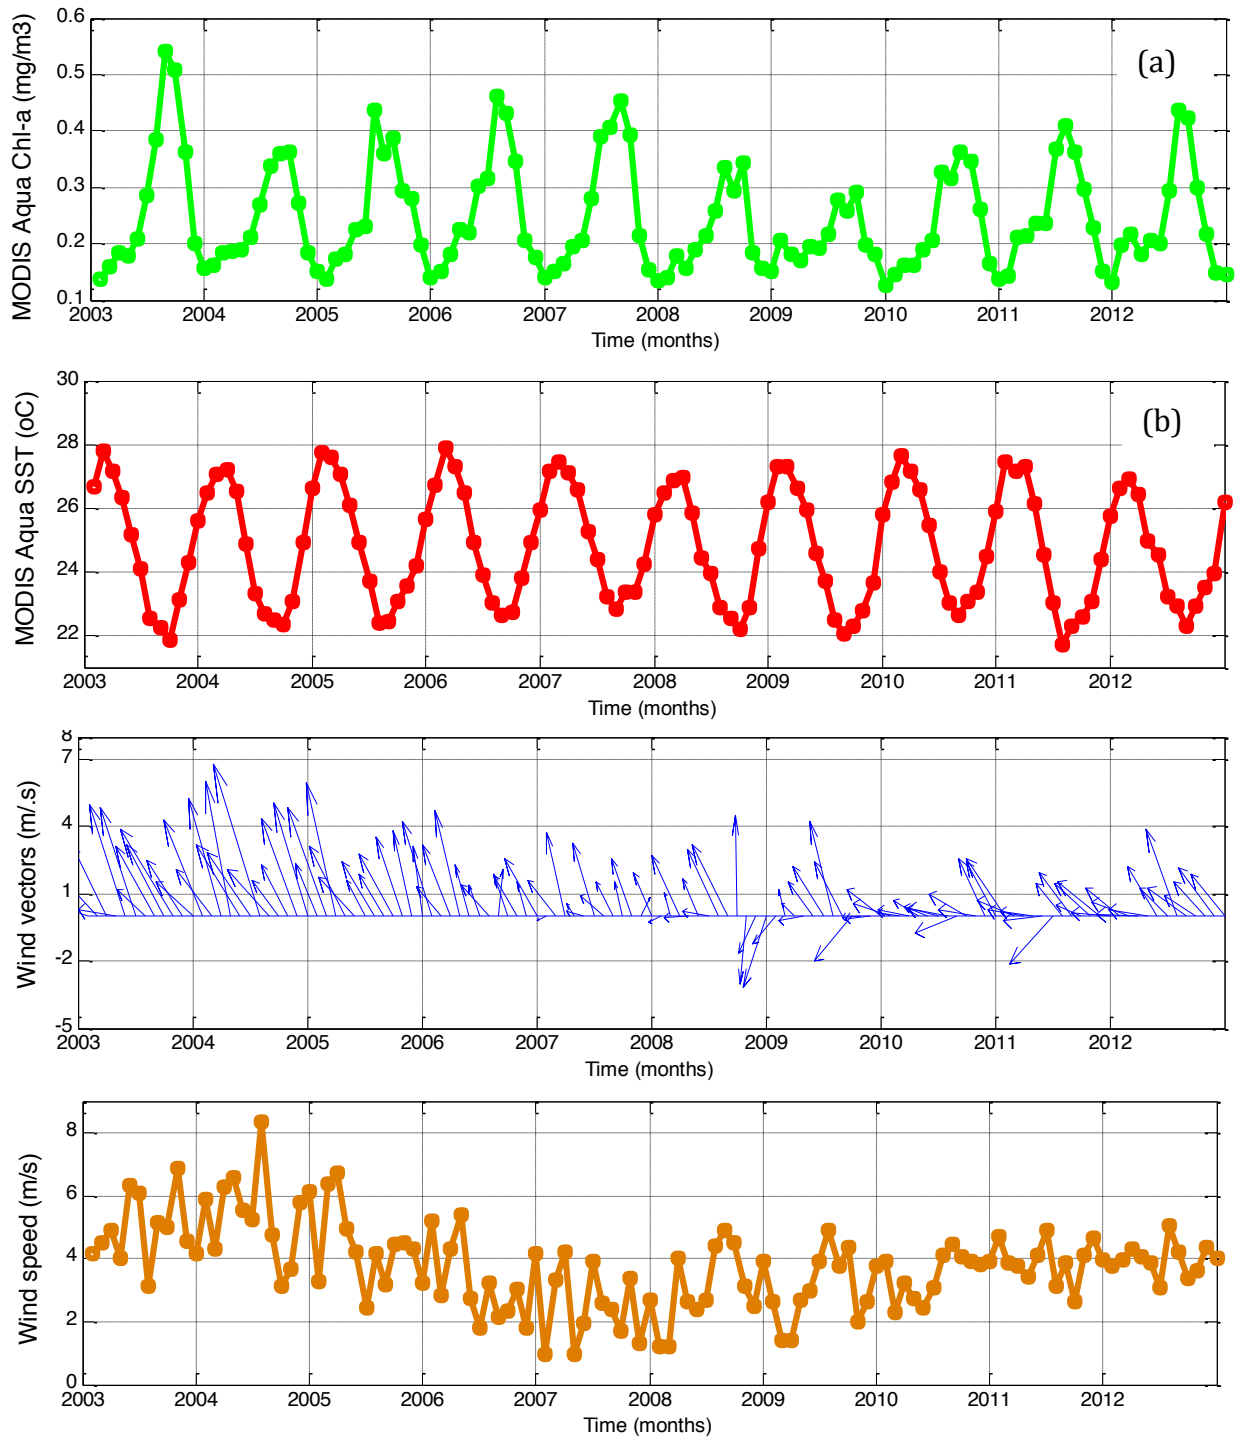 0.6
0.5
0.4
0.3
0.2
0.1
MODIS Aqua Chl-a (mg/m3)
(a)
2003 2004 2005 2006 2007 2008 2009 2010 2011 2012
Time (months)
30
28
26
24
22
MODIS Aqua SST (oC)
(b)
2003 2004 2005 2006 2007 2008 2009 2010 2011 2012
Time (months)
8
7
4
1
-2
-5
Wind vectors (m/.s)
2003 2004 2005 2006 2007 2008 2009 2010 2011 2012
Time (months)
8
6
4
2
0
Wind speed (m/s)
2003 2004 2005 2006 2007 2008 2009 2010 2011 2012
Time (months)